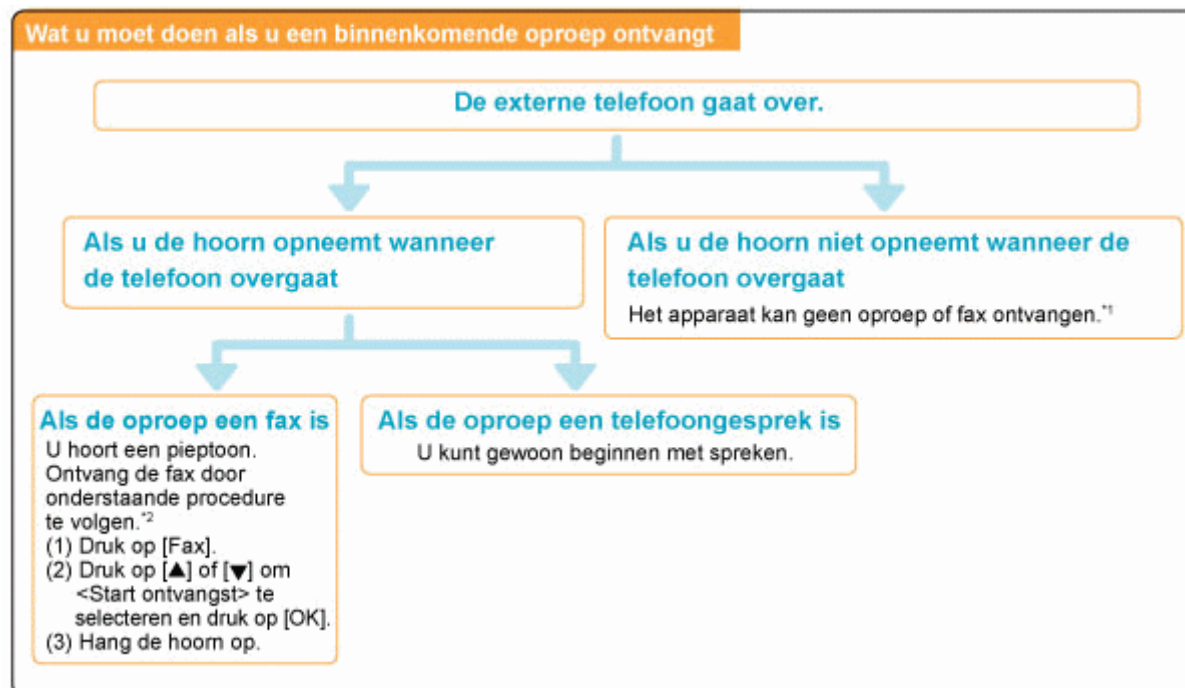 Wat u moet doen als u een binnenkomende oproep ontvangt
De externe telefoon gaat over.
Als u de hoorn opneemt wanneer
de telefoon overgaat
Als u de hoorn niet opneemt wanneer de
telefoon overgaat
Het apparaat kan geen oproep of fax ontvangen.*1
Als de oproep een fax is
U hoort een pieptoon.
Ontvang de fax door
onderstaande procedure
te volgen.*2
(1) Druk op [Fax].
(2) Druk op [▲] of [▼] om
<Start ontvangst> te
selecteren en druk op [OK].
(3) Hang de hoorn op.
Als de oproep een telefoongesprek is
U kunt gewoon beginnen met spreken.